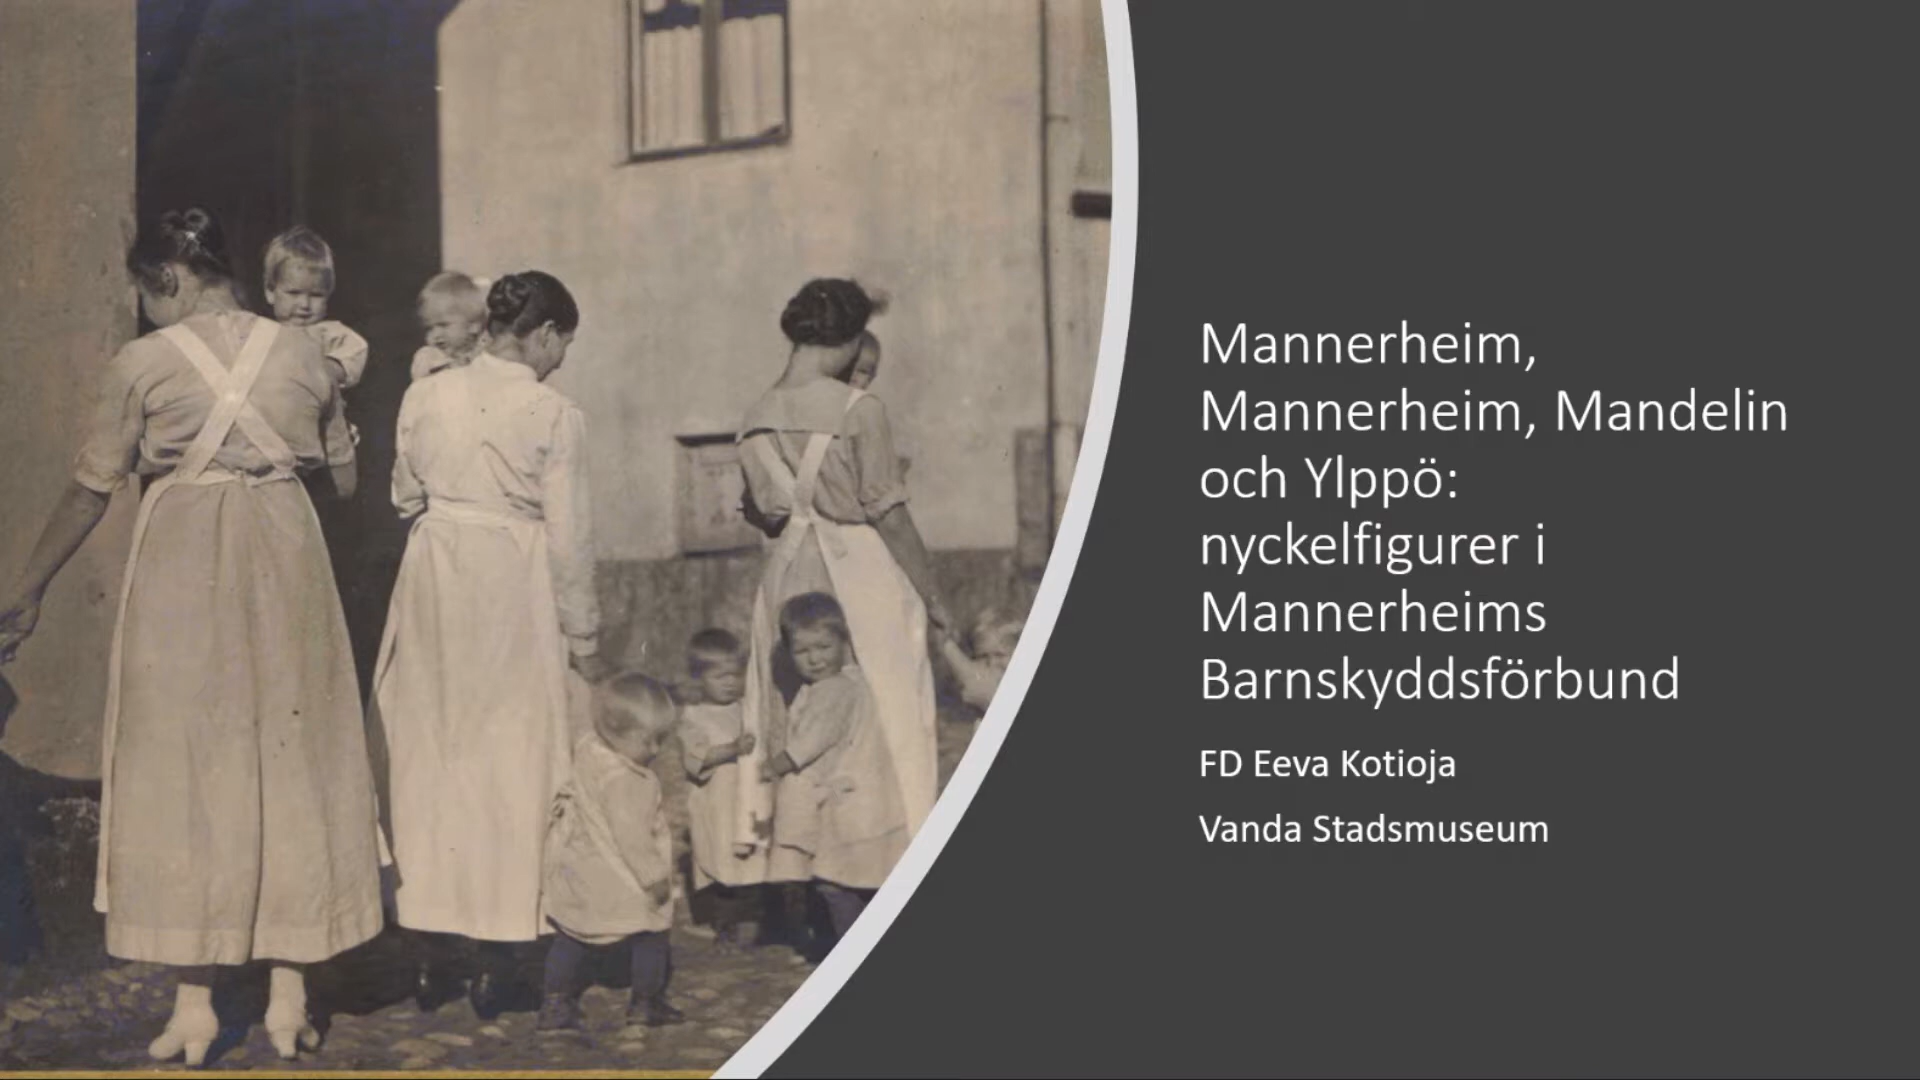 Mannerheim,
Mannerheim, Mandelin
och Ylppö:
nyckelfigurer i
Mannerheims
Barnskyddsförbund
FD Eeva Kotioja
Vanda Stadsmuseum